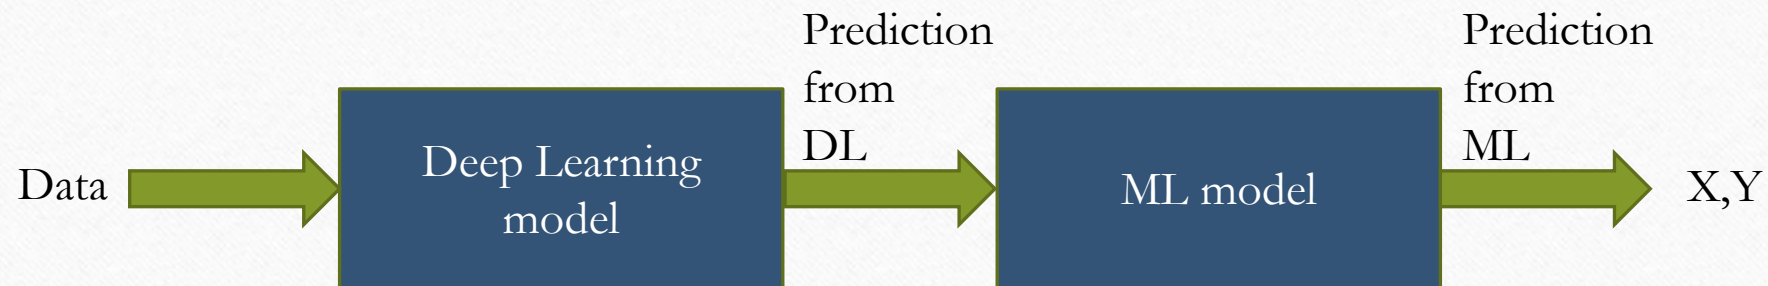 Data
Deep Learning
model
Prediction
from
DL
ML model
Prediction
from
ML
X,Y